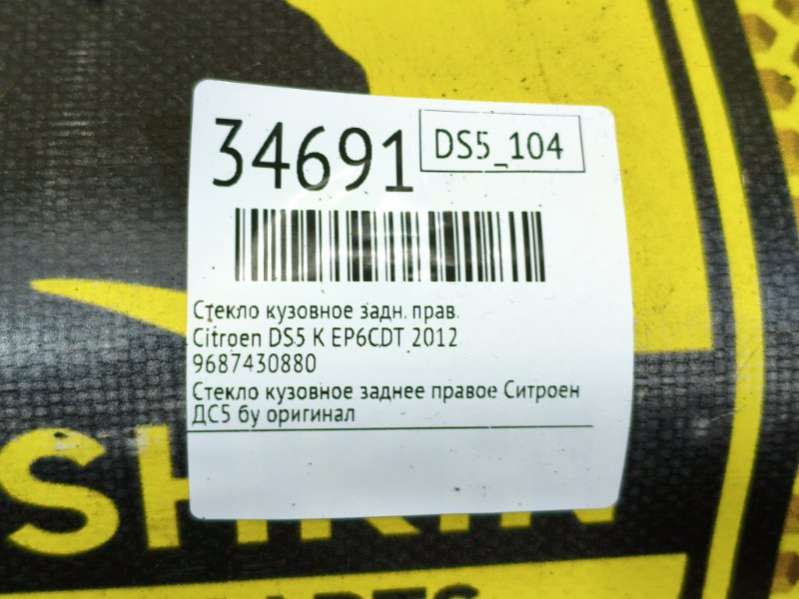 34691
DS5_104
Стекло кузовное задн. прав.
Citroen DS5 K EP6CDT 2012
9687430880
Стекло кузовное заднее правое Ситроен
ДС5 бу оригинал